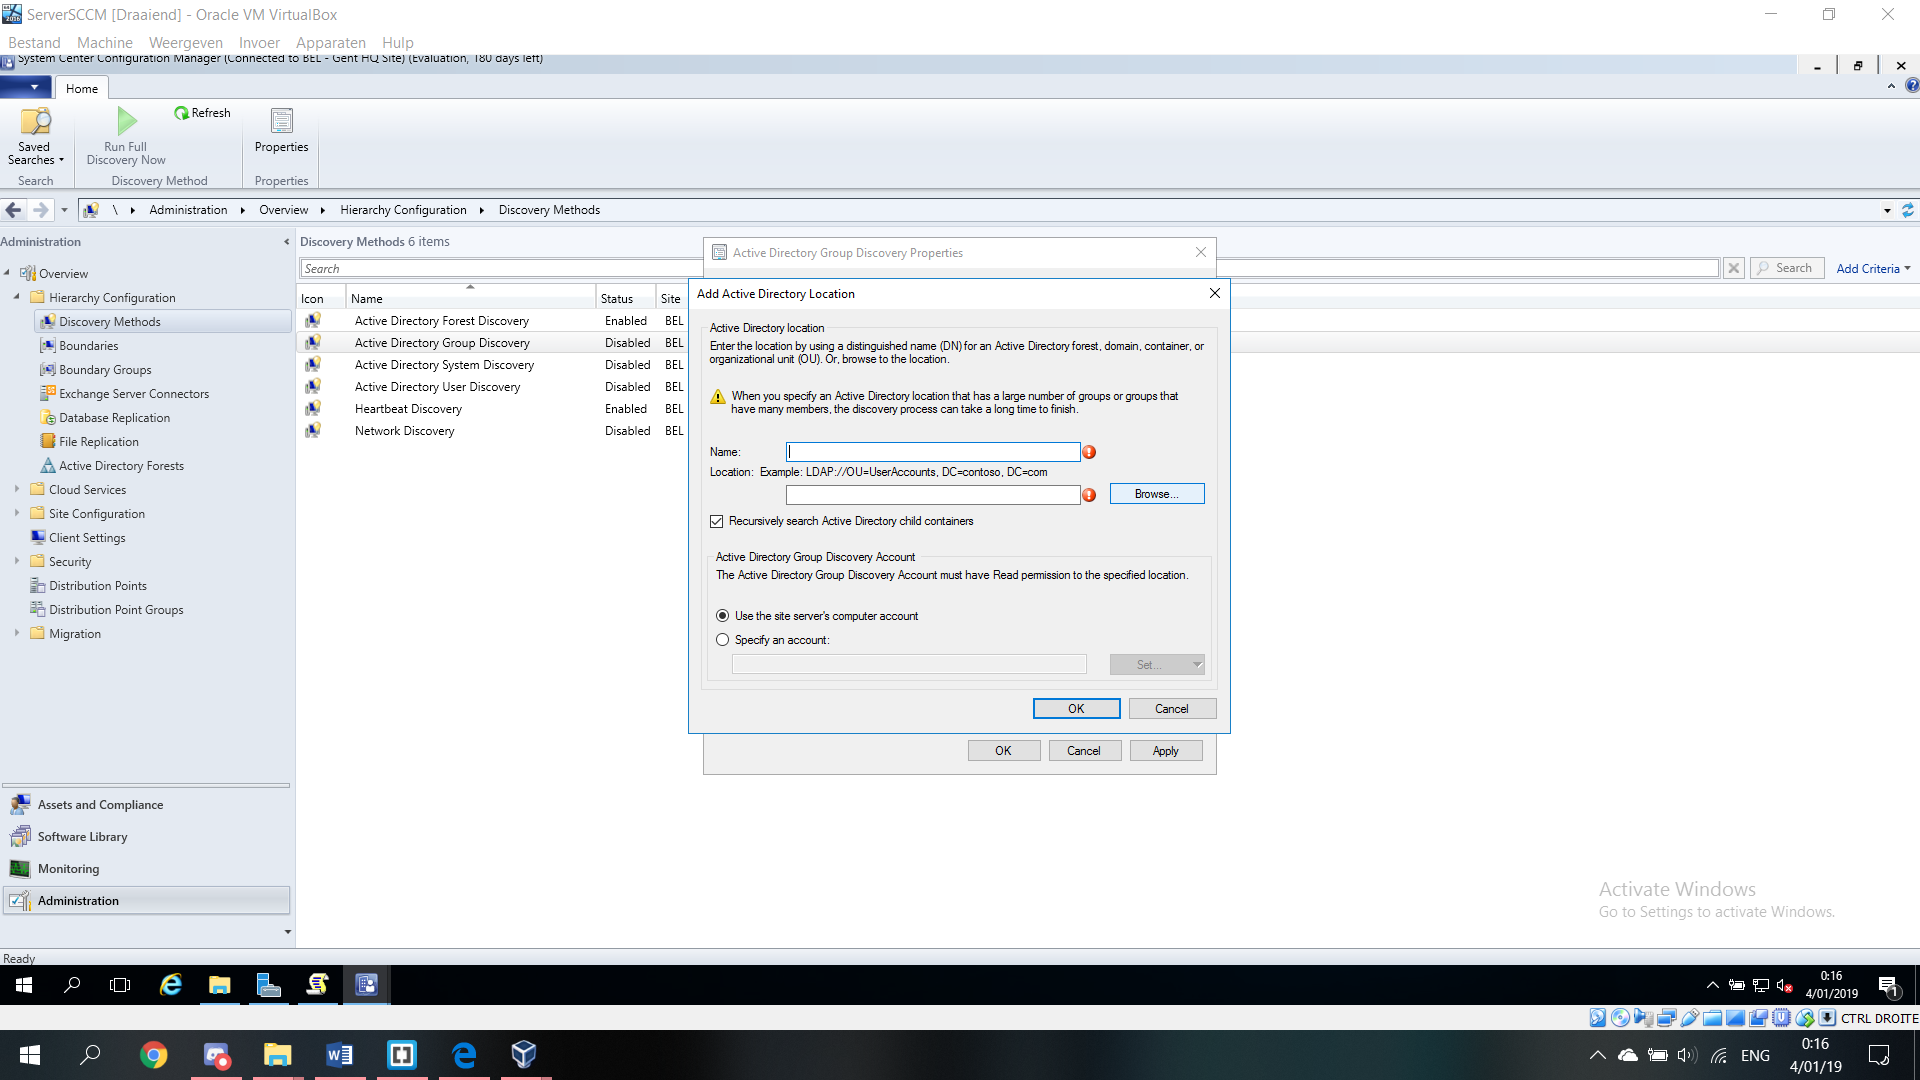 ServerSCCM [Draaiend] - Oracle VM VirtualBox
Bestand Machine Weergeven Invoer Apparaten Hulp
System Center Configuration Manager (Connected to BEL - Gent HQ Site) (Evaluation, 180 days left)
Home
Saved Searches
Run Full Discovery Now
Refresh
Properties
Search
Discovery Method
Properties
\ Administration Overview Hierarchy Configuration Discovery Methods
Administration
Overview
Hierarchy Configuration
Discovery Methods
Boundaries
Boundary Groups
Exchange Server Connectors
Database Replication
File Replication
Active Directory Forests
Cloud Services
Site Configuration
Client Settings
Security
Distribution Points
Distribution Point Groups
Migration
Assets and Compliance
Software Library
Monitoring
Administration
Ready
Discovery Methods 6 items
Search
Search
Add Criteria
Icon Name Status Site
Active Directory Forest Discovery Enabled BEL
Active Directory Group Discovery Disabled BEL
Active Directory System Discovery Disabled BEL
Active Directory User Discovery Disabled BEL
Heartbeat Discovery Enabled BEL
Network Discovery Disabled BEL
Active Directory Group Discovery Properties
Add Active Directory Location
Active Directory location
Enter the location by using a distinguished name (DN) for an Active Directory forest, domain, container, or
organizational unit (OU). Or, browse to the location.
When you specify an Active Directory location that has a large number of groups or groups that
have many members, the discovery process can take a long time to finish.
Name:
Location: Example: LDAP://OU=UserAccounts, DC=contoso, DC=com
Browse...
Recursively search Active Directory child containers
Active Directory Group Discovery Account
The Active Directory Group Discovery Account must have Read permission to the specified location.
Use the site server's computer account
Specify an account:
Set...
OK Cancel
OK Cancel Apply
Activate Windows
Go to Settings to activate Windows.
0:16
4/01/2019
1
CTRL DROITE
ENG
0:16
4/01/19